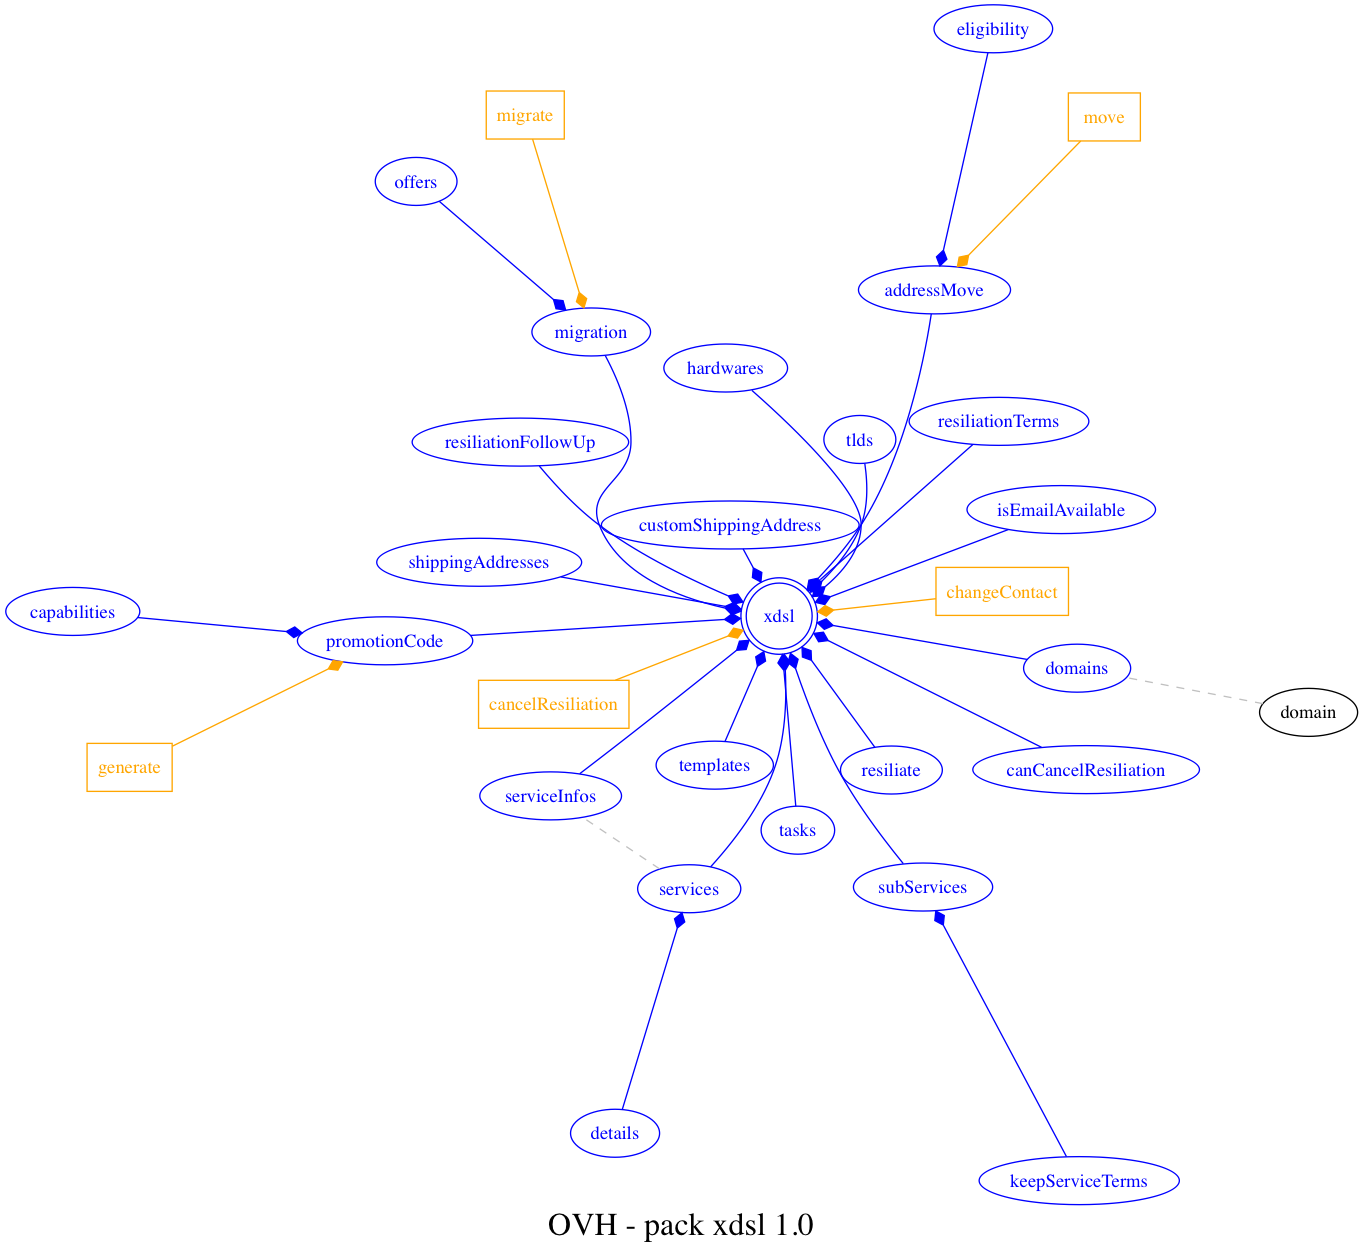 eligibility
migrate
move
offers
addressMove
migration
hardwares
resiliationTerms
tlds
resiliationFollowUp
isEmailAvailable
customShippingAddress
shippingAddresses
changeContact
capabilities
xdsl
promotionCode
domains
cancelResiliation
domain
templates
generate
resiliate
canCancelResiliation
serviceInfos
tasks
services
subServices
details
keepServiceTerms
OVH - pack xdsl 1.0